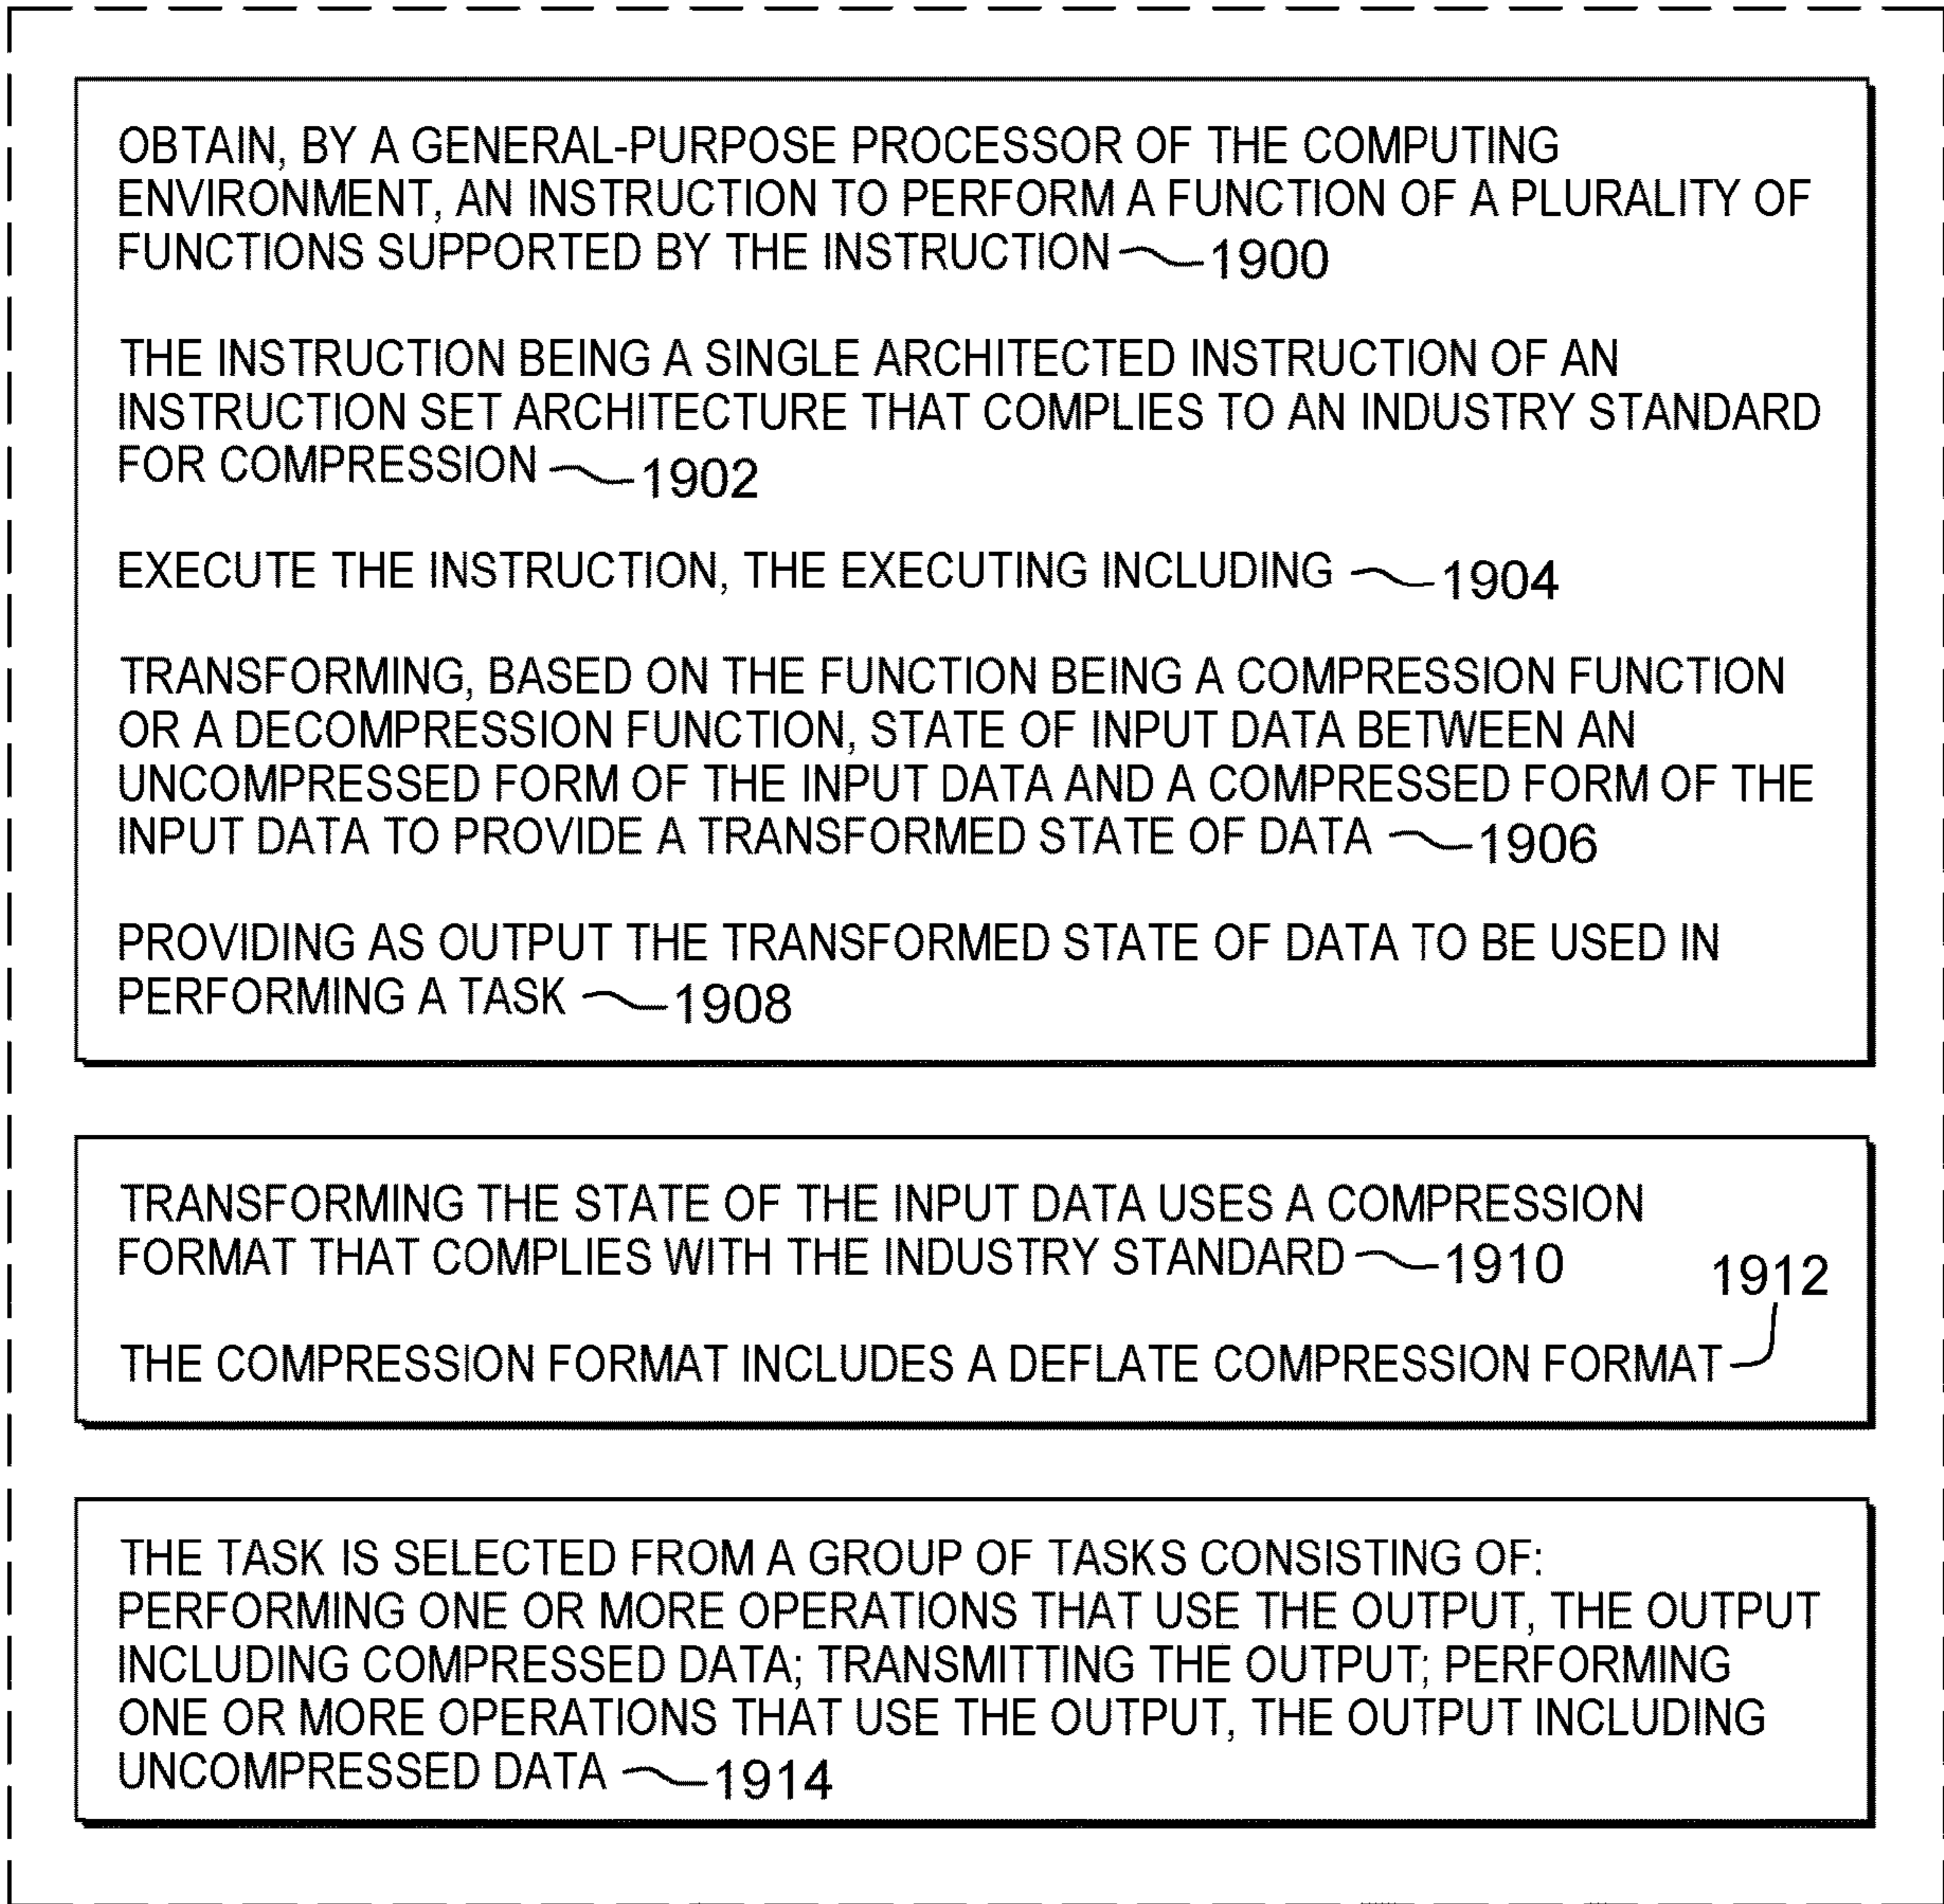 OBTAIN, BY A GENERAL-PURPOSE PROCESSOR OF THE COMPUTING
ENVIRONMENT, AN INSTRUCTION TO PERFORM A FUNCTION OF A PLURALITY OF
FUNCTIONS SUPPORTED BY THE INSTRUCTION 1900
THE INSTRUCTION BEING A SINGLE ARCHITECTED INSTRUCTION OF AN
INSTRUCTION SET ARCHITECTURE THAT COMPLIES TO AN INDUSTRY STANDARD
FOR COMPRESSION 1902
EXECUTE THE INSTRUCTION, THE EXECUTING INCLUDING 1904
TRANSFORMING, BASED ON THE FUNCTION BEING A COMPRESSION FUNCTION
OR A DECOMPRESSION FUNCTION, STATE OF INPUT DATA BETWEEN AN
UNCOMPRESSED FORM OF THE INPUT DATA AND A COMPRESSED FORM OF THE
INPUT DATA TO PROVIDE A TRANSFORMED STATE OF DATA 1906
PROVIDING AS OUTPUT THE TRANSFORMED STATE OF DATA TO BE USED IN
PERFORMING A TASK 1908
TRANSFORMING THE STATE OF THE INPUT DATA USES A COMPRESSION
FORMAT THAT COMPLIES WITH THE INDUSTRY STANDARD 1910
1912
THE COMPRESSION FORMAT INCLUDES A DEFLATE COMPRESSION FORMAT
THE TASK IS SELECTED FROM A GROUP OF TASKS CONSISTING OF:
PERFORMING ONE OR MORE OPERATIONS THAT USE THE OUTPUT, THE OUTPUT
INCLUDING COMPRESSED DATA; TRANSMITTING THE OUTPUT; PERFORMING
ONE OR MORE OPERATIONS THAT USE THE OUTPUT, THE OUTPUT INCLUDING
UNCOMPRESSED DATA 1914